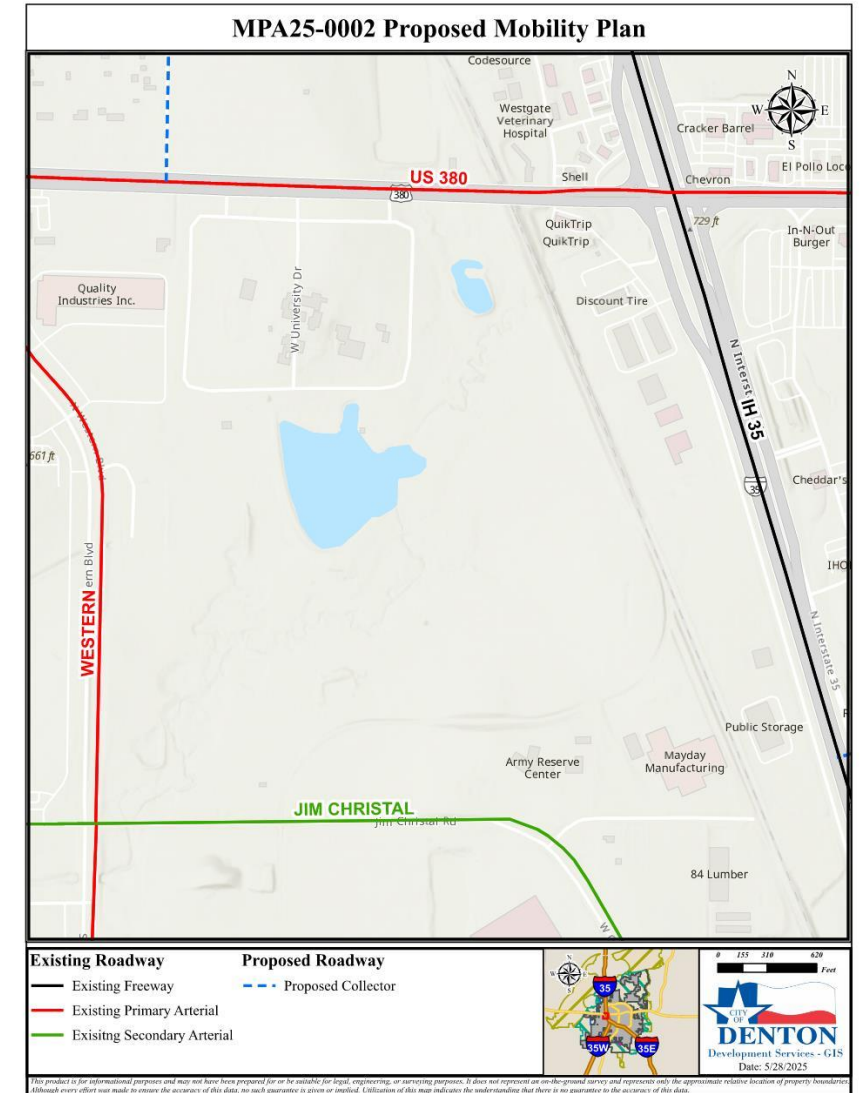 MPA25-0002 Proposed Mobility Plan
Codesource
N
W E
S
Westgate
Veterinary
Hospital
Cracker Barrel
El Pollo Loco
Shell
Chevron
US 380
380
729 ft
QuikTrip
QuikTrip
In-N-Out
Burger
W University Dr
Quality
Industries Inc.
Discount Tire
N Interst
IH 35
N Western Blvd
661 ft
35
Cheddar's
ern Blvd
IHO
WESTERN
N Interstate 35
Public Storage
Army Reserve
Center
Mayday
Manufacturing
JIM CHRISTAL
Jim Christal Rd
84 Lumber
Existing Roadway
Existing Freeway
Existing Primary Arterial
Exisitng Secondary Arterial
Proposed Roadway
Proposed Collector
N
W E
S
35
35W
35E
0 155 310 620
Feet
CITY
OF
DENTON
Development Services - GIS
Date: 5/28/2025
This product is for informational purposes and may not have been prepared for or be suitable for legal, engineering, or surveying purposes. It does not represent an on-the-ground survey and represents only the approximate relative location of property boundaries.
Although every effort was made to ensure the accuracy of this data, no such guarantee is given or implied. Utilization of this map indicates the understanding that there is no guarantee to the accuracy of this data.